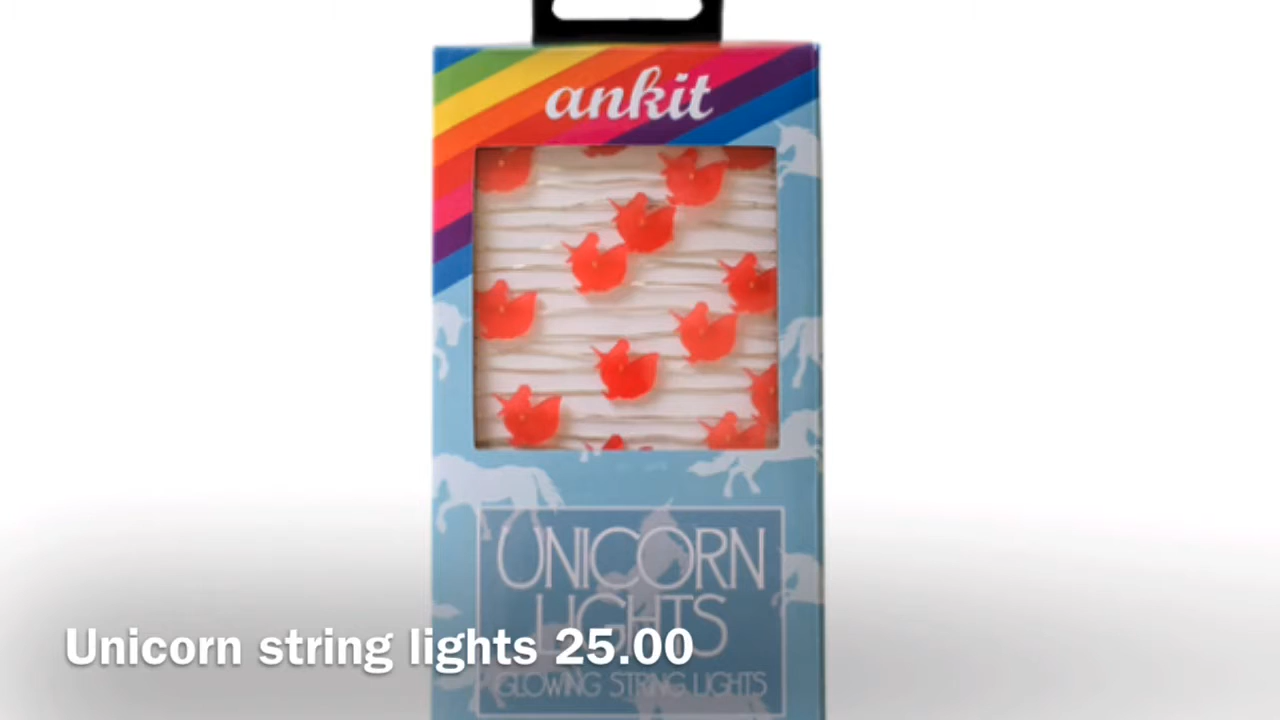 ankit
UNICORN
LIGHTS
GLOWING STRING LIGHTS
Unicorn string lights 25.00